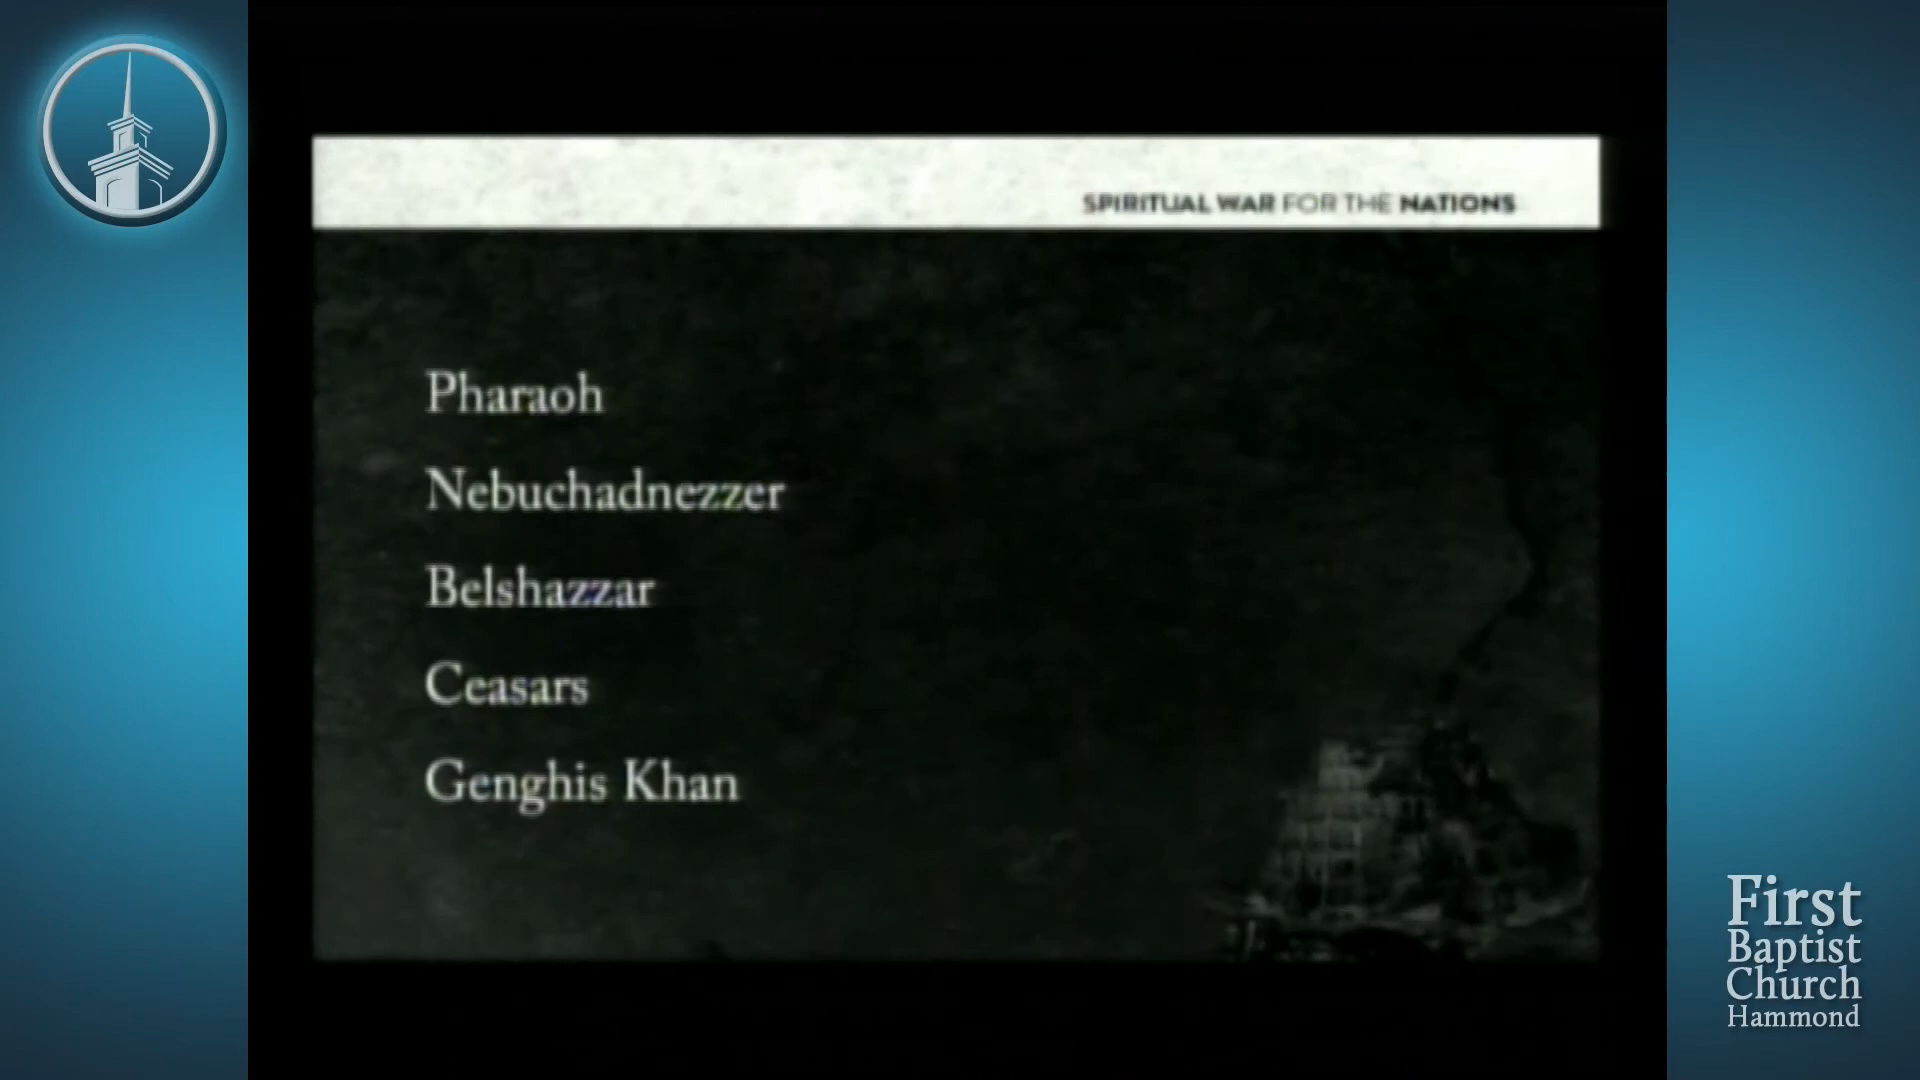 SPIRITUAL WAR FOR THE NATIONS
Pharaoh
Nebuchadnezzer
Belshazzar
Ceasars
Genghis Khan
First
Baptist
Church
Hammond